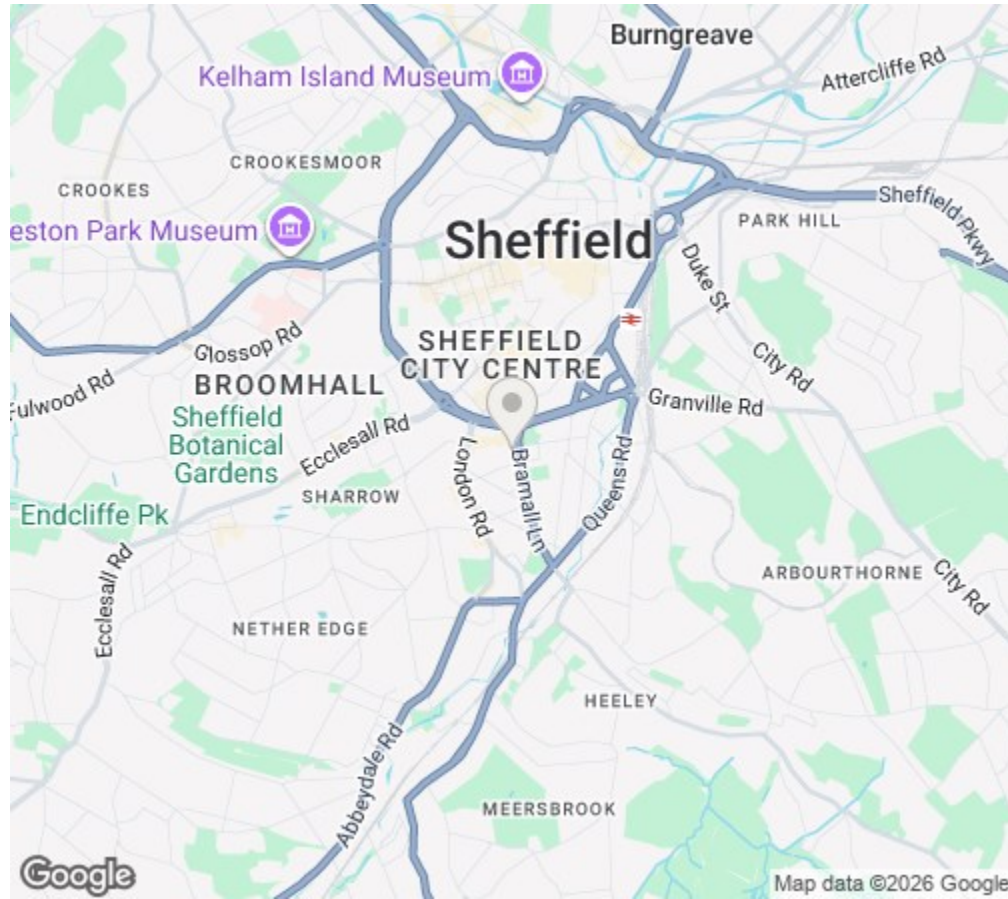 Burngreave
Kelham Island Museum
Attercliffe Rd
CROOKESMOOR
CROOKES
Sheffield Pkwy
PARK HILL
eston Park Museum
Sheffield
Duke St
SHEFFIELD
CITY CENTRE
Glossop Rd
City Rd
Fulwood Rd
BROOMHALL
Granville Rd
Sheffield
Botanical
Gardens
Ecclesall Rd
London Rd
Bramall Ln
Queens Rd
SHARROW
Endcliffe Pk
Ecclesall Rd
ARBOURTHORNE
City Rd
NETHER EDGE
HEELEY
Abbeydale Rd
MEERSBROOK
Google
Map data ©2026 Google